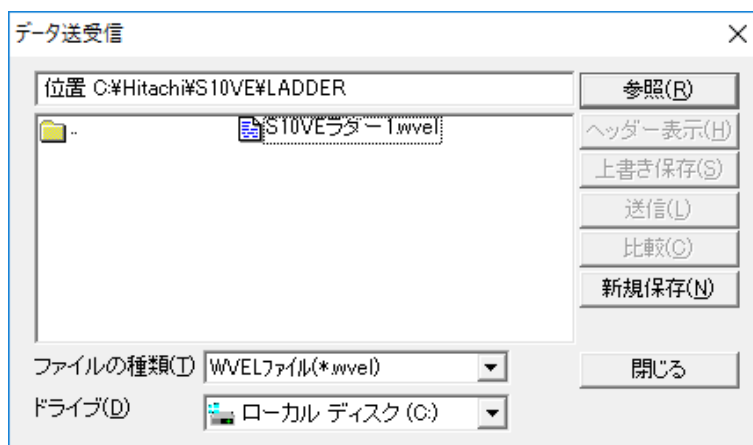 データ送受信
位置 C:¥Hitachi¥S10VE¥LADDER
参照(R)
..
S10VEラダー1.wvel
ヘッダー表示(H)
上書き保存(S)
送信(L)
比較(C)
新規保存(N)
ファイルの種類(T)
WVELファイル(*.wvel)
閉じる
ドライブ(D)
ローカル ディスク (C:)